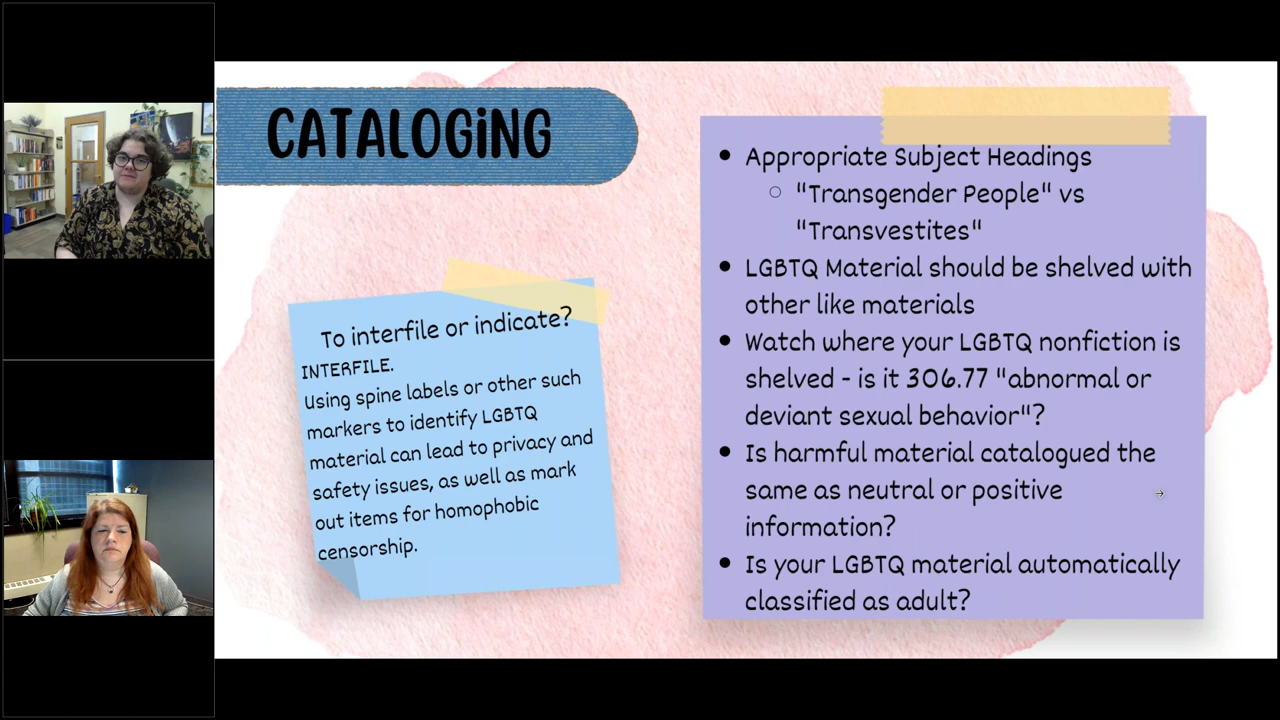 CATALOGING
To interfile or indicate?
INTERFILE.
Using spine labels or other such
markers to identify LGBTQ
material can lead to privacy and
safety issues, as well as mark
out items for homophobic
censorship.
• Appropriate Subject Headings
○ "Transgender People" vs
"Transvestites"
• LGBTQ Material should be shelved with
other like materials
• Watch where your LGBTQ nonfiction is
shelved - is it 306.77 "abnormal or
deviant sexual behavior"?
• Is harmful material catalogued the
same as neutral or positive
information?
• Is your LGBTQ material automatically
classified as adult?